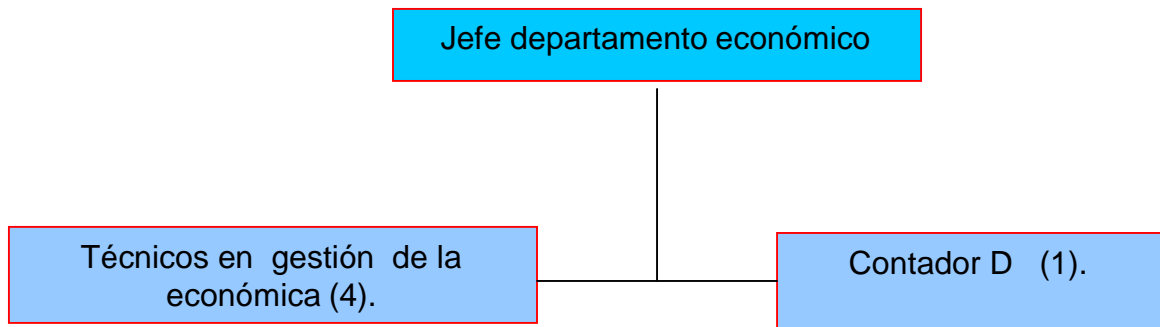 Jefe departamento económico
Técnicos en gestión de la
económica (4).
Contador D (1).